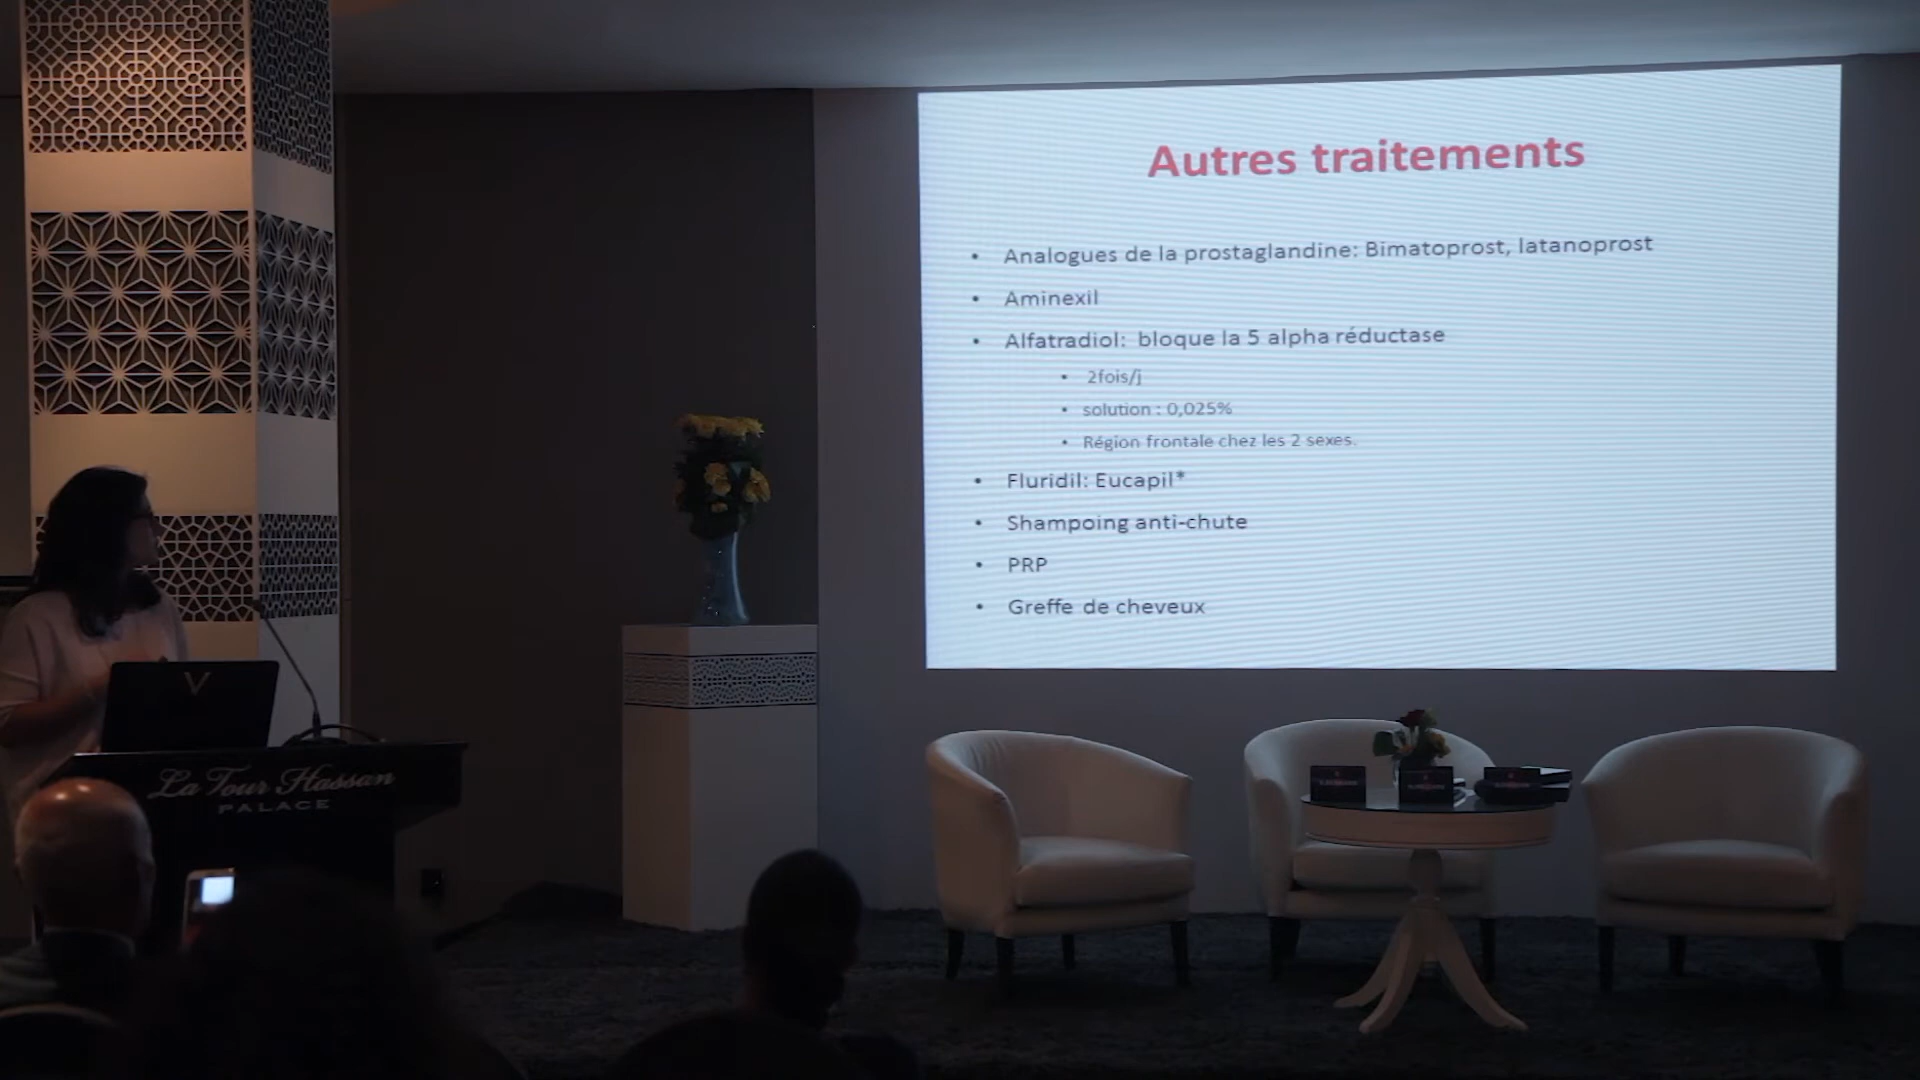 Autres traitements
• Analogues de la prostaglandine: Bimatoprost, latanoprost
• Aminexil
• Alfatradiol: bloque la 5 alpha réductase
• 2fois/j
• solution : 0,025%
• Région frontale chez les 2 sexes.
• Fluridil: Eucapil*
• Shampoing anti-chute
• PRP
• Greffe de cheveux
V
La Tour Hassan
PALACE